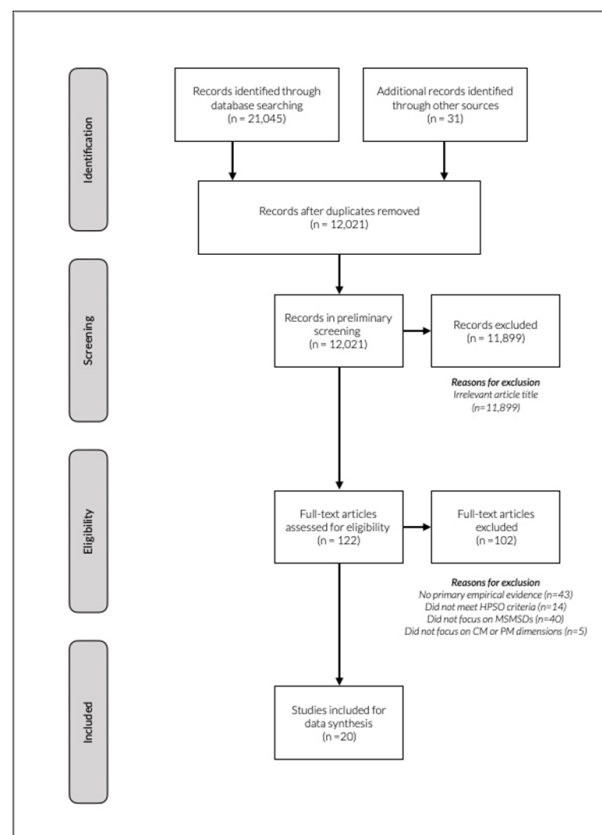 Identification
Records identified through
database searching
(n = 21,045)
Additional records identified
through other sources
(n = 31)
Records after duplicates removed
(n = 12,021)
Screening
Records in preliminary
screening
(n = 12,021)
Records excluded
(n = 11,899)
Reasons for exclusion
Irrelevant article title
(n=11,899)
Eligibility
Full-text articles
assessed for eligibility
(n = 122)
Full-text articles
excluded
(n =102)
Reasons for exclusion
No primary empirical evidence (n=43)
Did not meet HPSO criteria (n=14)
Did not focus on MSMSDs (n=40)
Did not focus on CM or PM dimensions (n=5)
Included
Studies included for
data synthesis
(n =20)